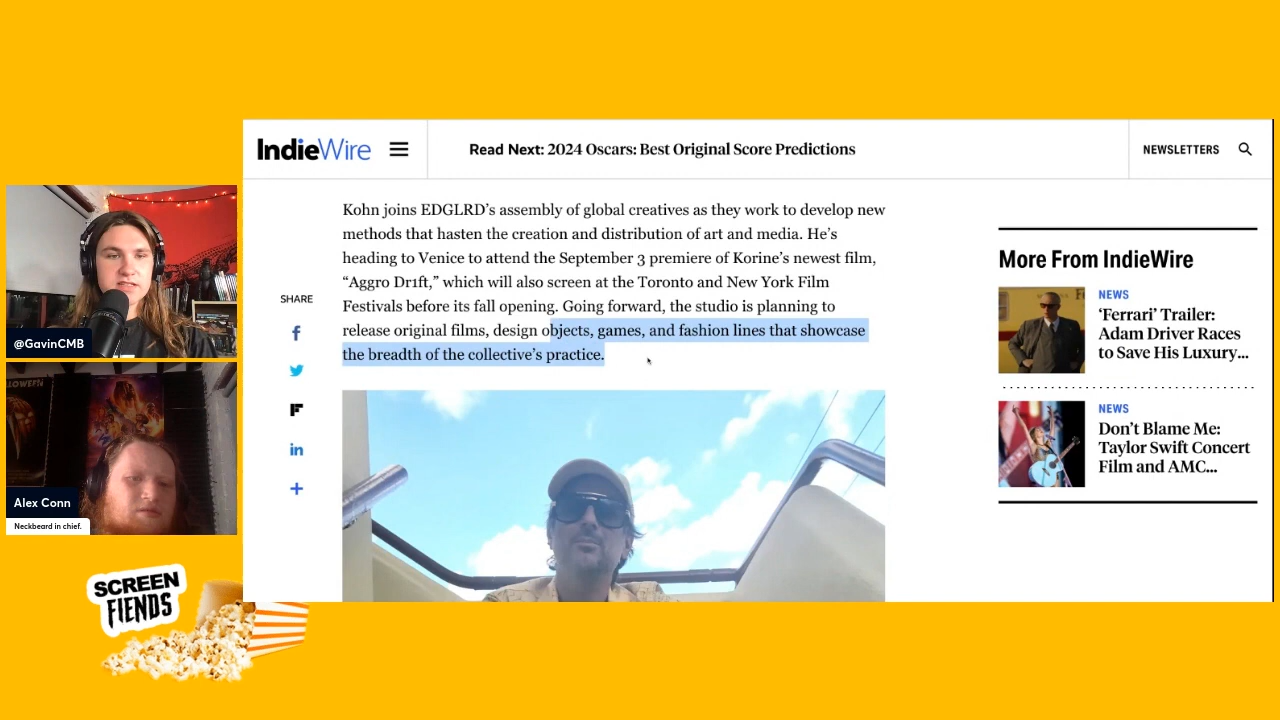 IndieWire
Read Next: 2024 Oscars: Best Original Score Predictions
NEWSLETTERS
@GavinCMB
Alex Conn
Neckbeard in chief.
SCREEN
FIENDS
SHARE
Kohn joins EDGLRD’s assembly of global creatives as they work to develop new
methods that hasten the creation and distribution of art and media. He’s
heading to Venice to attend the September 3 premiere of Korine’s newest film,
“Aggro Dr1ft,” which will also screen at the Toronto and New York Film
Festivals before its fall opening. Going forward, the studio is planning to
release original films, design objects, games, and fashion lines that showcase
the breadth of the collective’s practice.
More From IndieWire
NEWS
‘Ferrari’ Trailer:
Adam Driver Races
to Save His Luxury...
NEWS
Don’t Blame Me:
Taylor Swift Concert
Film and AMC...